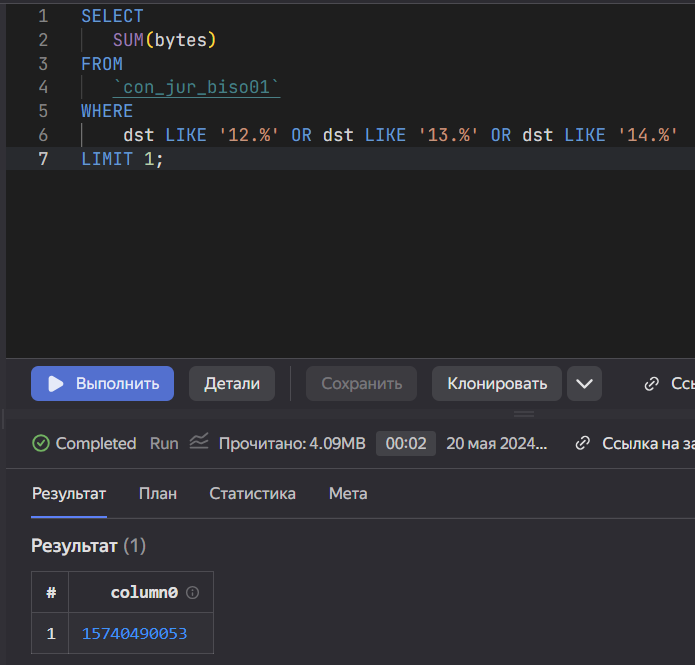 1 SELECT
2 SUM(bytes)
3 FROM
4 `con_jur_biso01`
5 WHERE
6 dst LIKE '12.%' OR dst LIKE '13.%' OR dst LIKE '14.%'
7 LIMIT 1;
Выполнить Детали Сохранить Клонировать Ссы
Completed Run Прочитано: 4.09MB 00:02 20 мая 2024... Ссылка на за
Результат План Статистика Мета
Результат (1)
# column0
1 15740490053